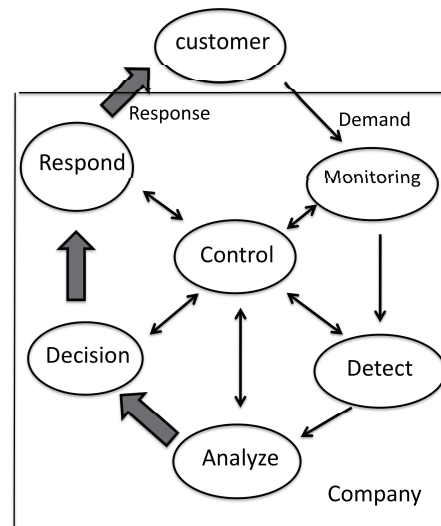 customer
Response
Demand
Respond
Monitoring
Control
Decision
Detect
Analyze
Company